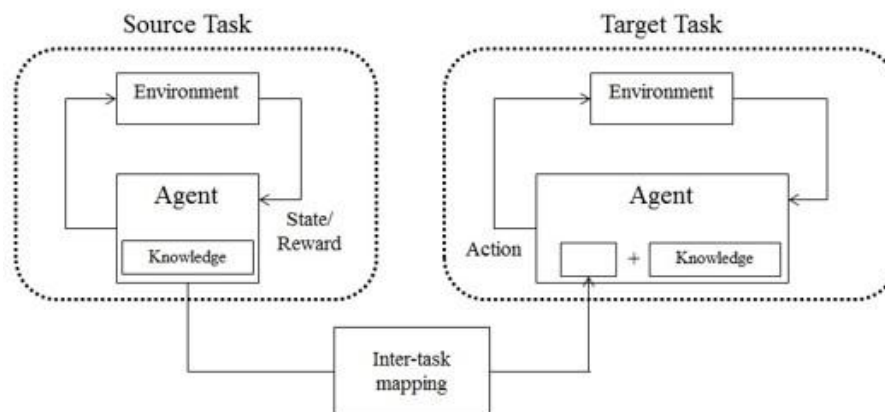 Source Task
Target Task
Environment
Environment
Agent
Agent
State/
Reward
Knowledge
Action
+
Knowledge
Inter-task
mapping